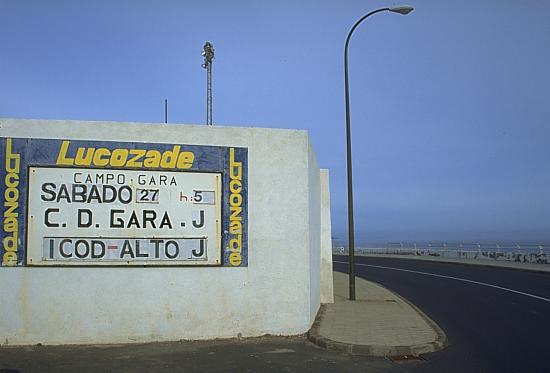 Lucozade
Lucozade
CAMPO GARA
SABADO 27 h:5
C. D. GARA . J
ICOD-ALTO J
Lucozade